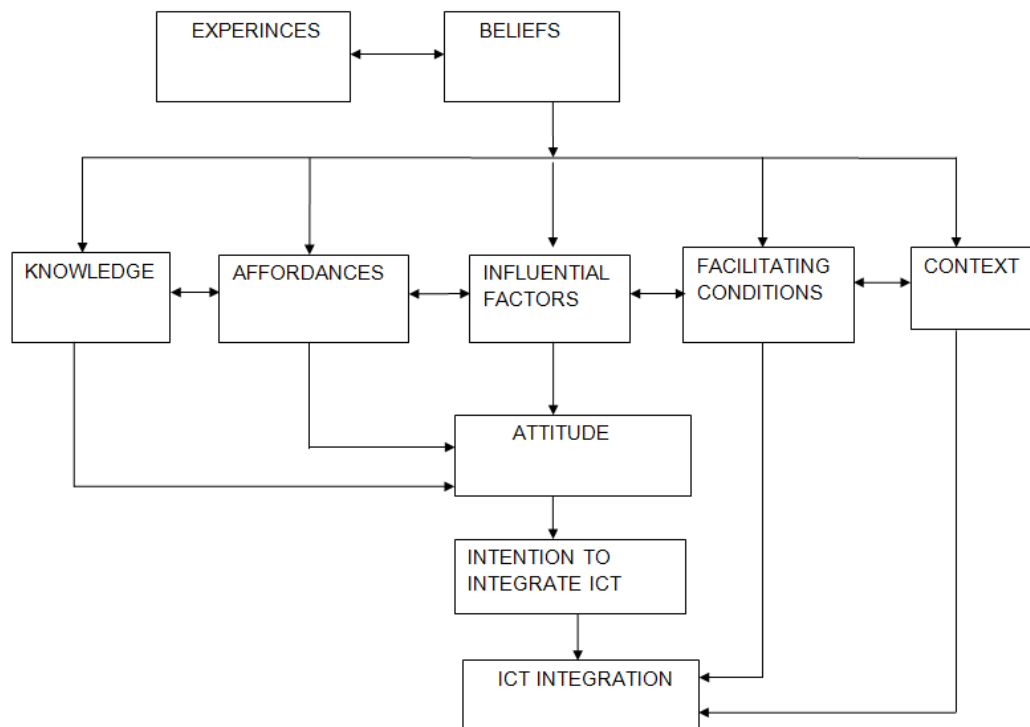 EXPERINCES
BELIEFS
KNOWLEDGE
AFFORDANCES
INFLUENTIAL
FACTORS
FACILITATING
CONDITIONS
CONTEXT
ATTITUDE
INTENTION TO
INTEGRATE ICT
ICT INTEGRATION